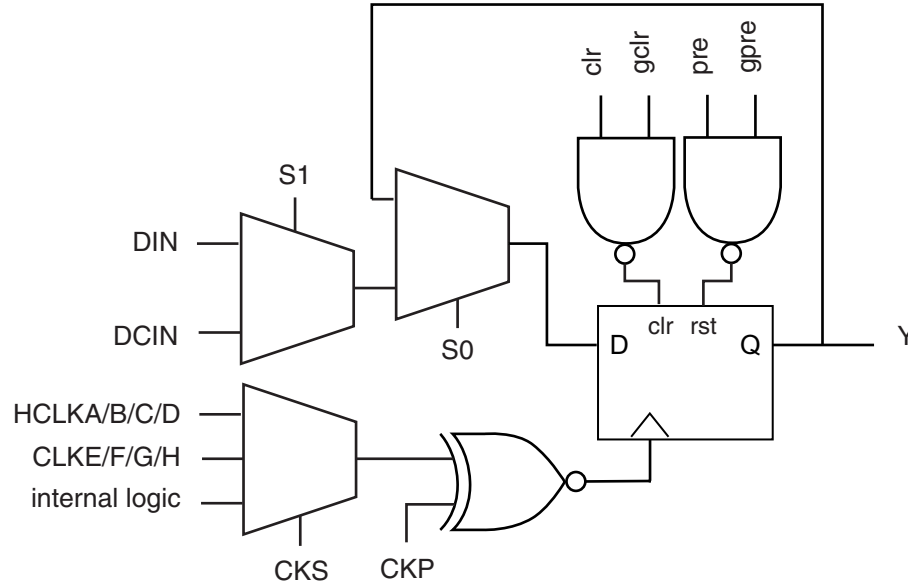 clr
gclr
pre
gpre
S1
DIN
DCIN
S0
clr rst
D Q
Y
HCLKA/B/C/D
CLKE/F/G/H
internal logic
CKS
CKP